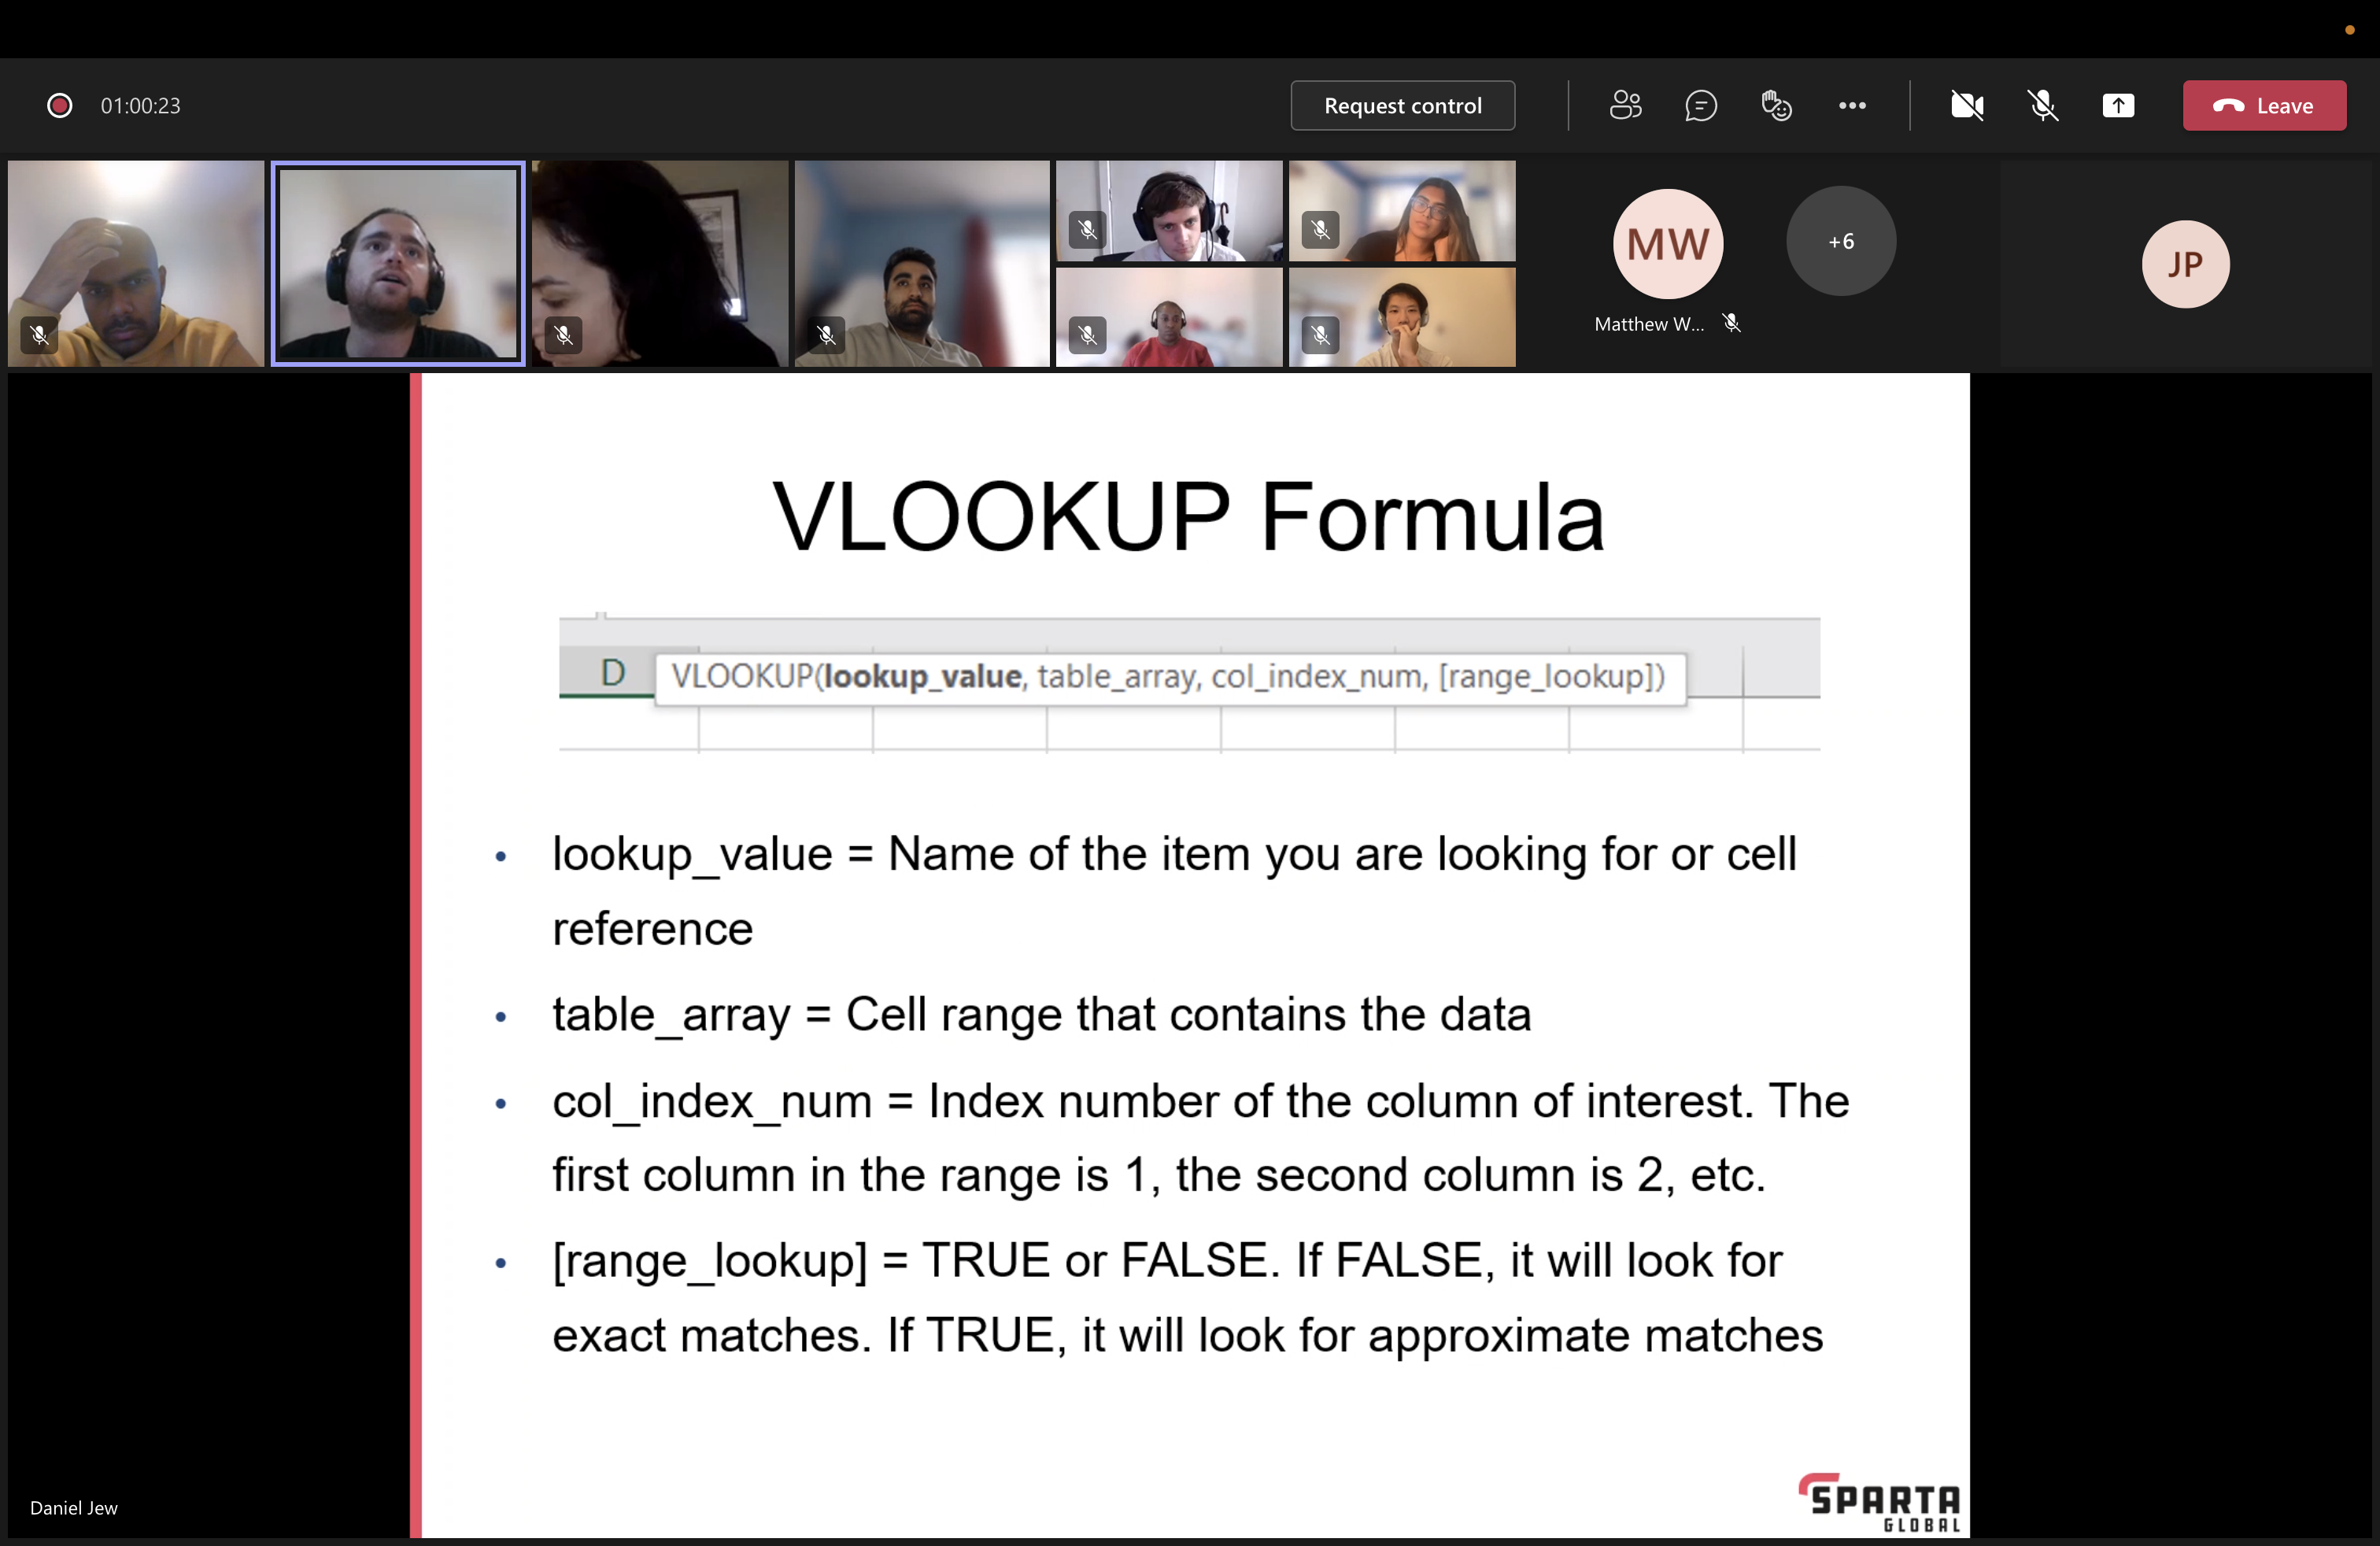 01:00:23
Request control
Leave
MW
+6
JP
Matthew W...
VLOOKUP Formula
D
VLOOKUP(lookup_value, table_array, col_index_num, [range_lookup])
• lookup_value = Name of the item you are looking for or cell
reference
• table_array = Cell range that contains the data
• col_index_num = Index number of the column of interest. The
first column in the range is 1, the second column is 2, etc.
• [range_lookup] = TRUE or FALSE. If FALSE, it will look for
exact matches. If TRUE, it will look for approximate matches
Daniel Jew
SPARTA
GLOBAL